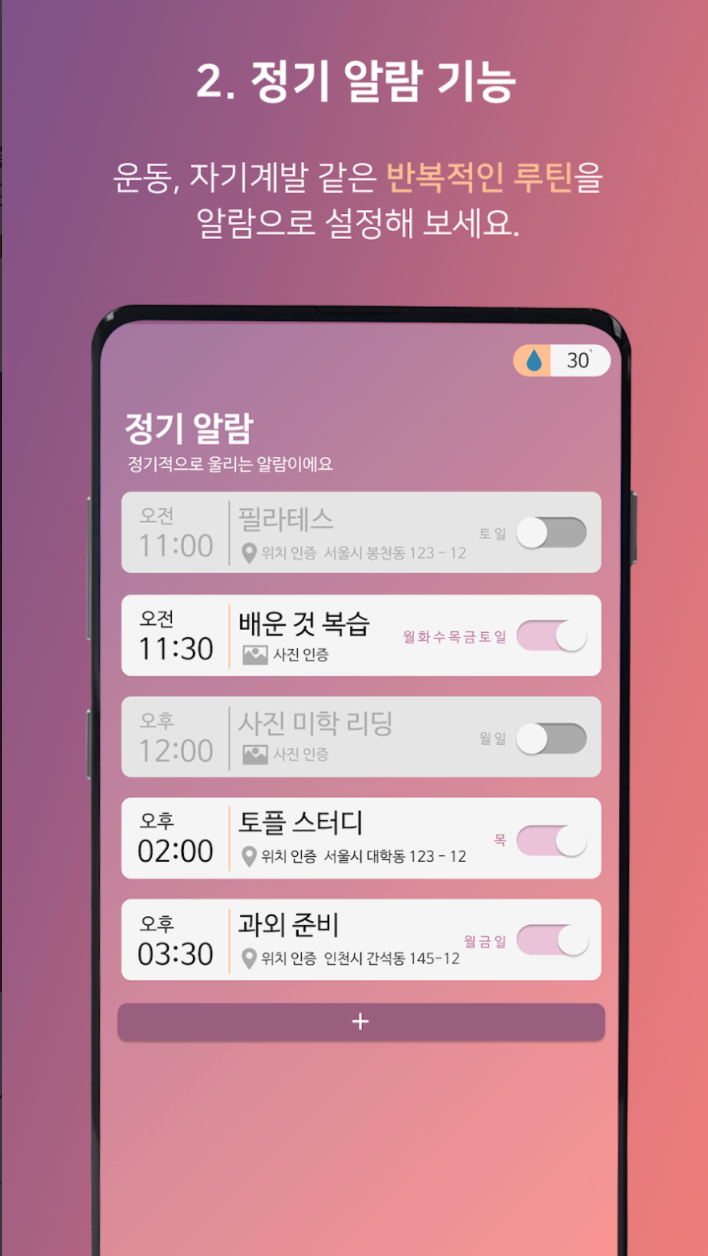 2. 정기 알람 기능
운동, 자기계발 같은 반복적인 루틴을
알람으로 설정해 보세요.
30'
정기 알람
정기적으로 울리는 알람이에요
오전
11:00
필라테스
위치 인증 서울시 봉천동 123 - 12
토일
오전
11:30
배운 것 복습
사진 인증
월화수목금토일
오후
12:00
사진 미학 리딩
사진 인증
월일
오후
02:00
토플 스터디
위치 인증 서울시 대학동 123 - 12
목
오후
03:30
과외 준비
위치 인증 인천시 간석동 145-12
월금일
+